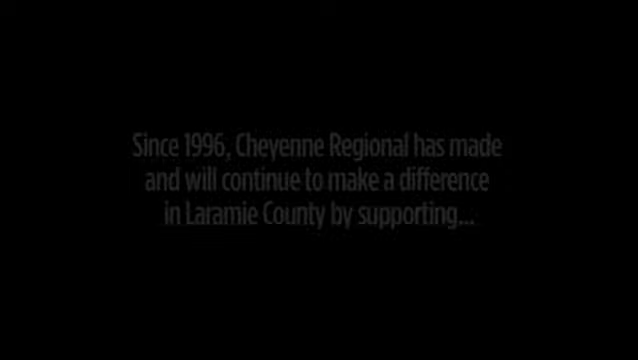 Since 1996, Cheyenne Regional has made
and will continue to make a difference
in Laramie County by supporting...